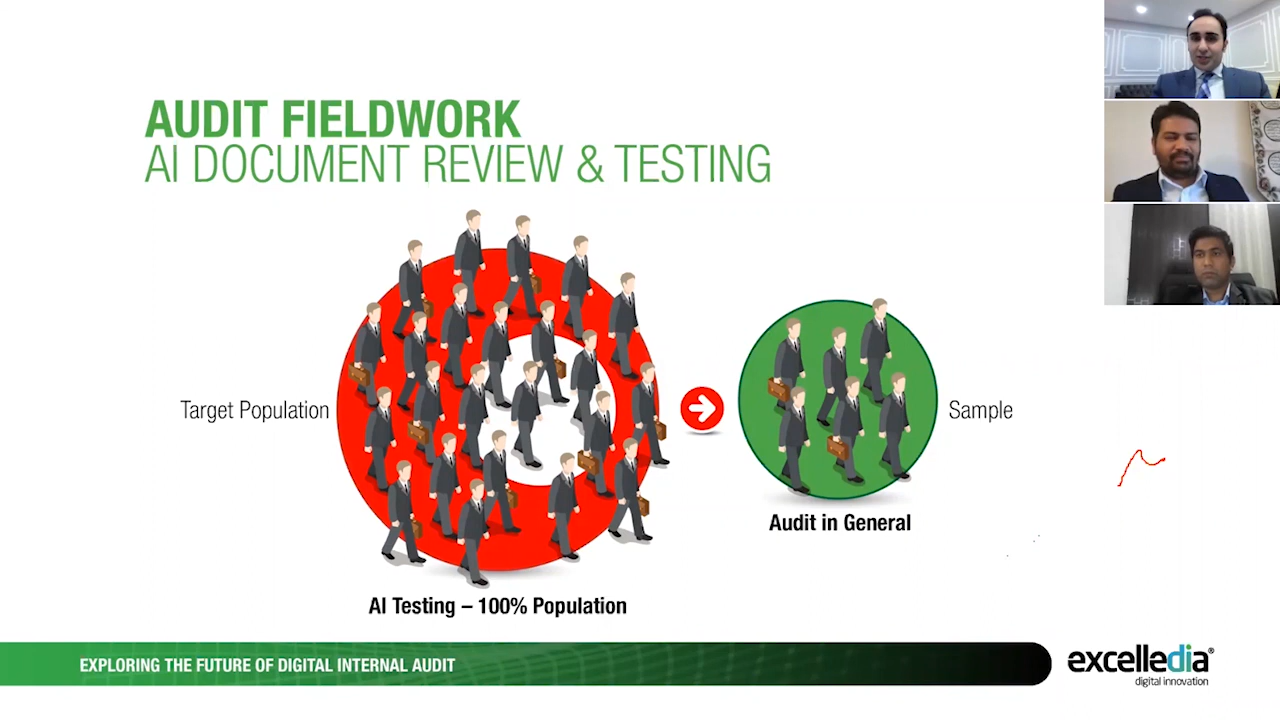 AUDIT FIELDWORK
AI DOCUMENT REVIEW & TESTING
Target Population
Sample
Audit in General
AI Testing – 100% Population
EXPLORING THE FUTURE OF DIGITAL INTERNAL AUDIT
excelledia®
digital innovation